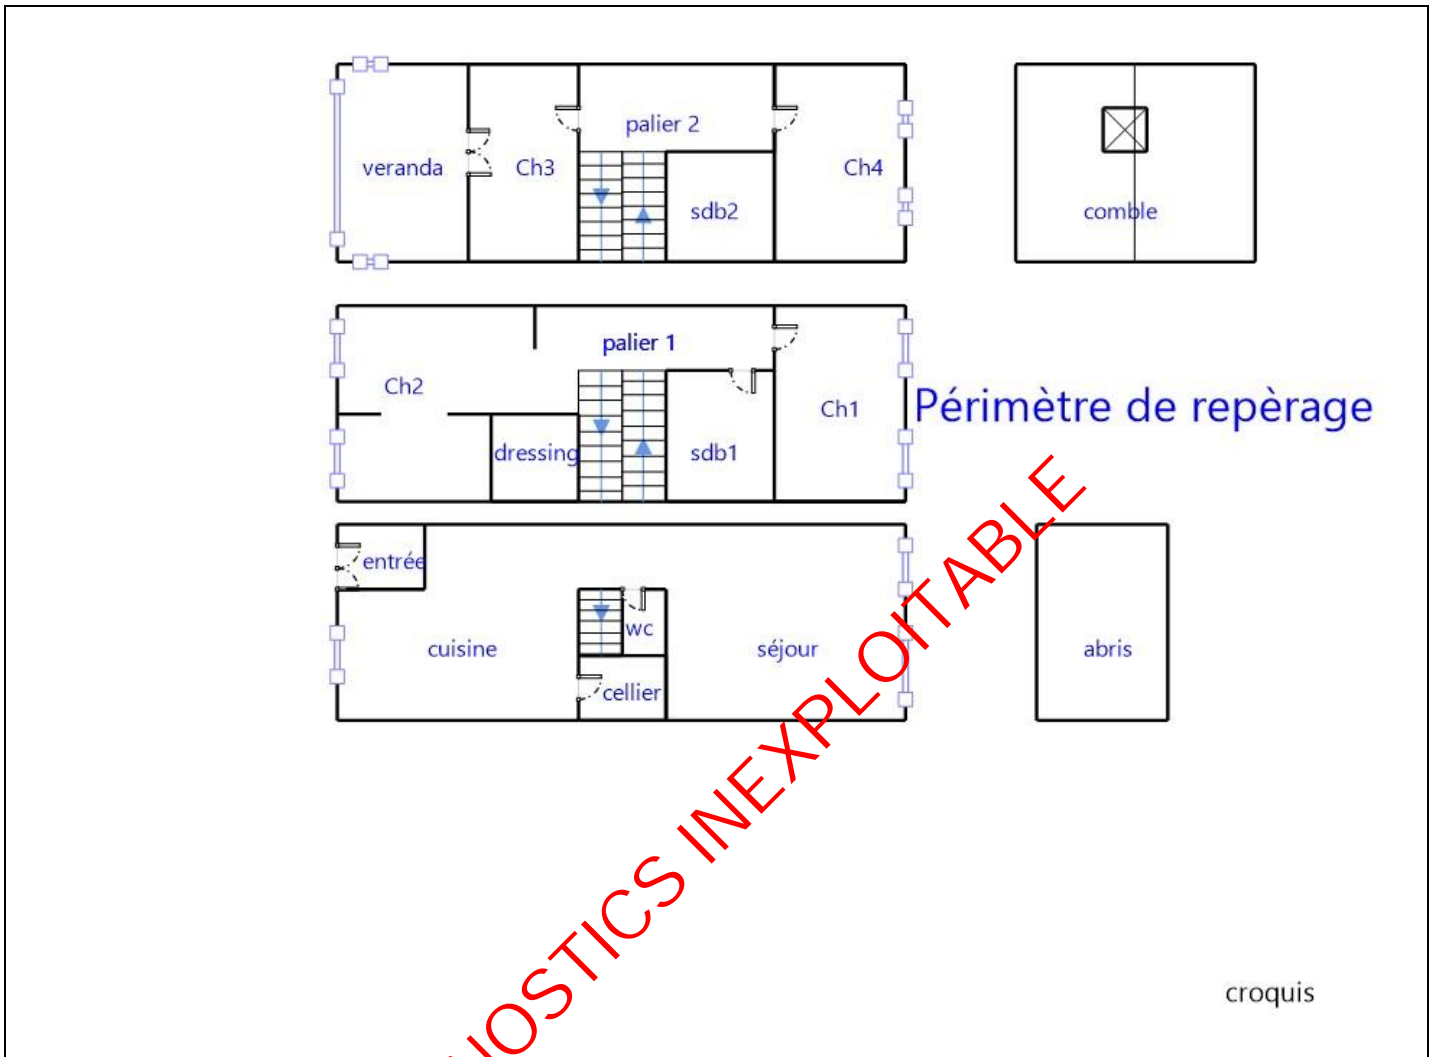 palier 2
veranda
Ch3
Ch4
sdb2
comble
palier 1
Ch2
Ch1
Périmètre de repèrage
dressing
sdb1
entrée
wc
cuisine
séjour
abris
cellier
INEXPLOITABLE
croquis